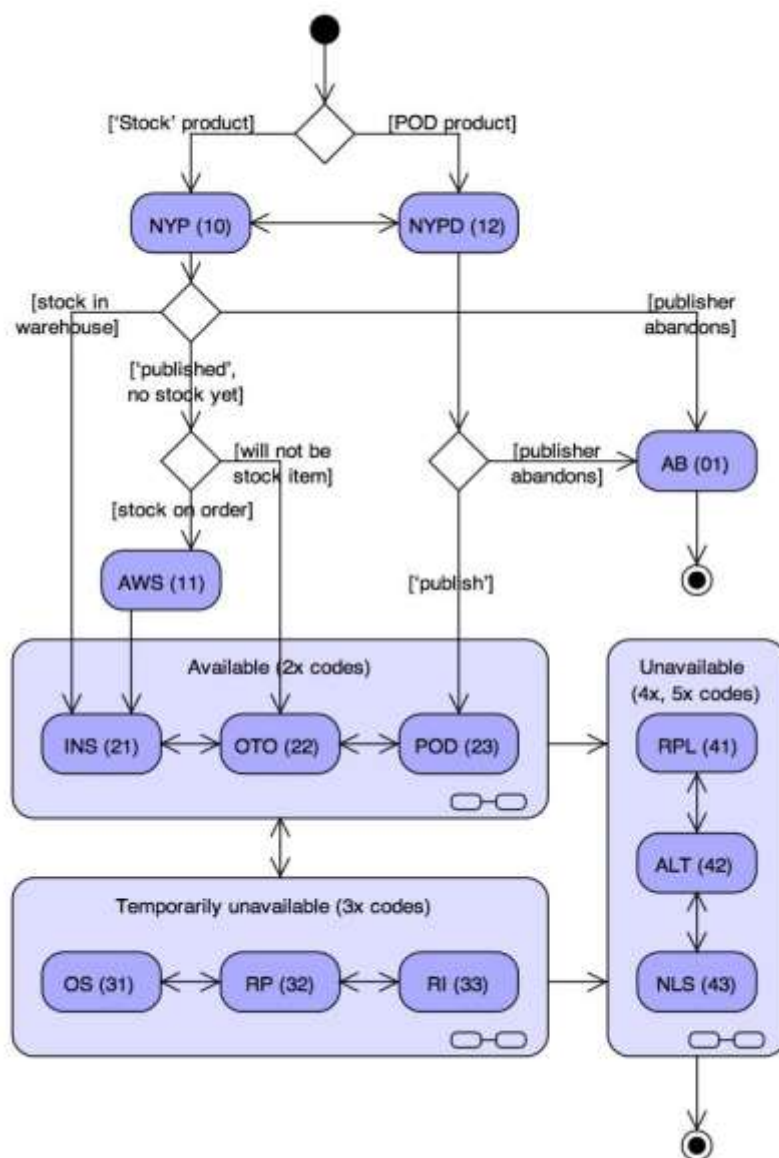 ['Stock' product]
[POD product]
NYP (10)
NYPD (12)
[stock in
warehouse]
[publisher
abandons]
['published',
no stock yet]
[will not be
stock item]
[publisher
abandons]
AB (01)
[stock on order]
AWS (11)
['publish']
Available (2x codes)
INS (21)
OTO (22)
POD (23)
Unavailable
(4x, 5x codes)
RPL (41)
ALT (42)
NLS (43)
Temporarily unavailable (3x codes)
OS (31)
RP (32)
RI (33)